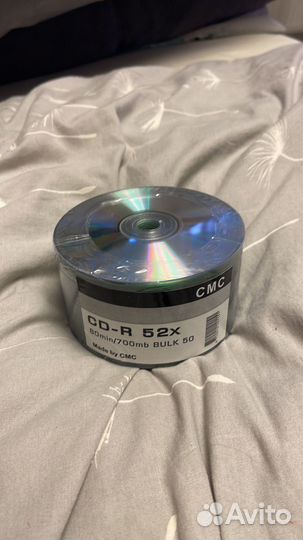 CMC
CD-R 52x
80min/700mb BULK 50
Made by CMC
Avito